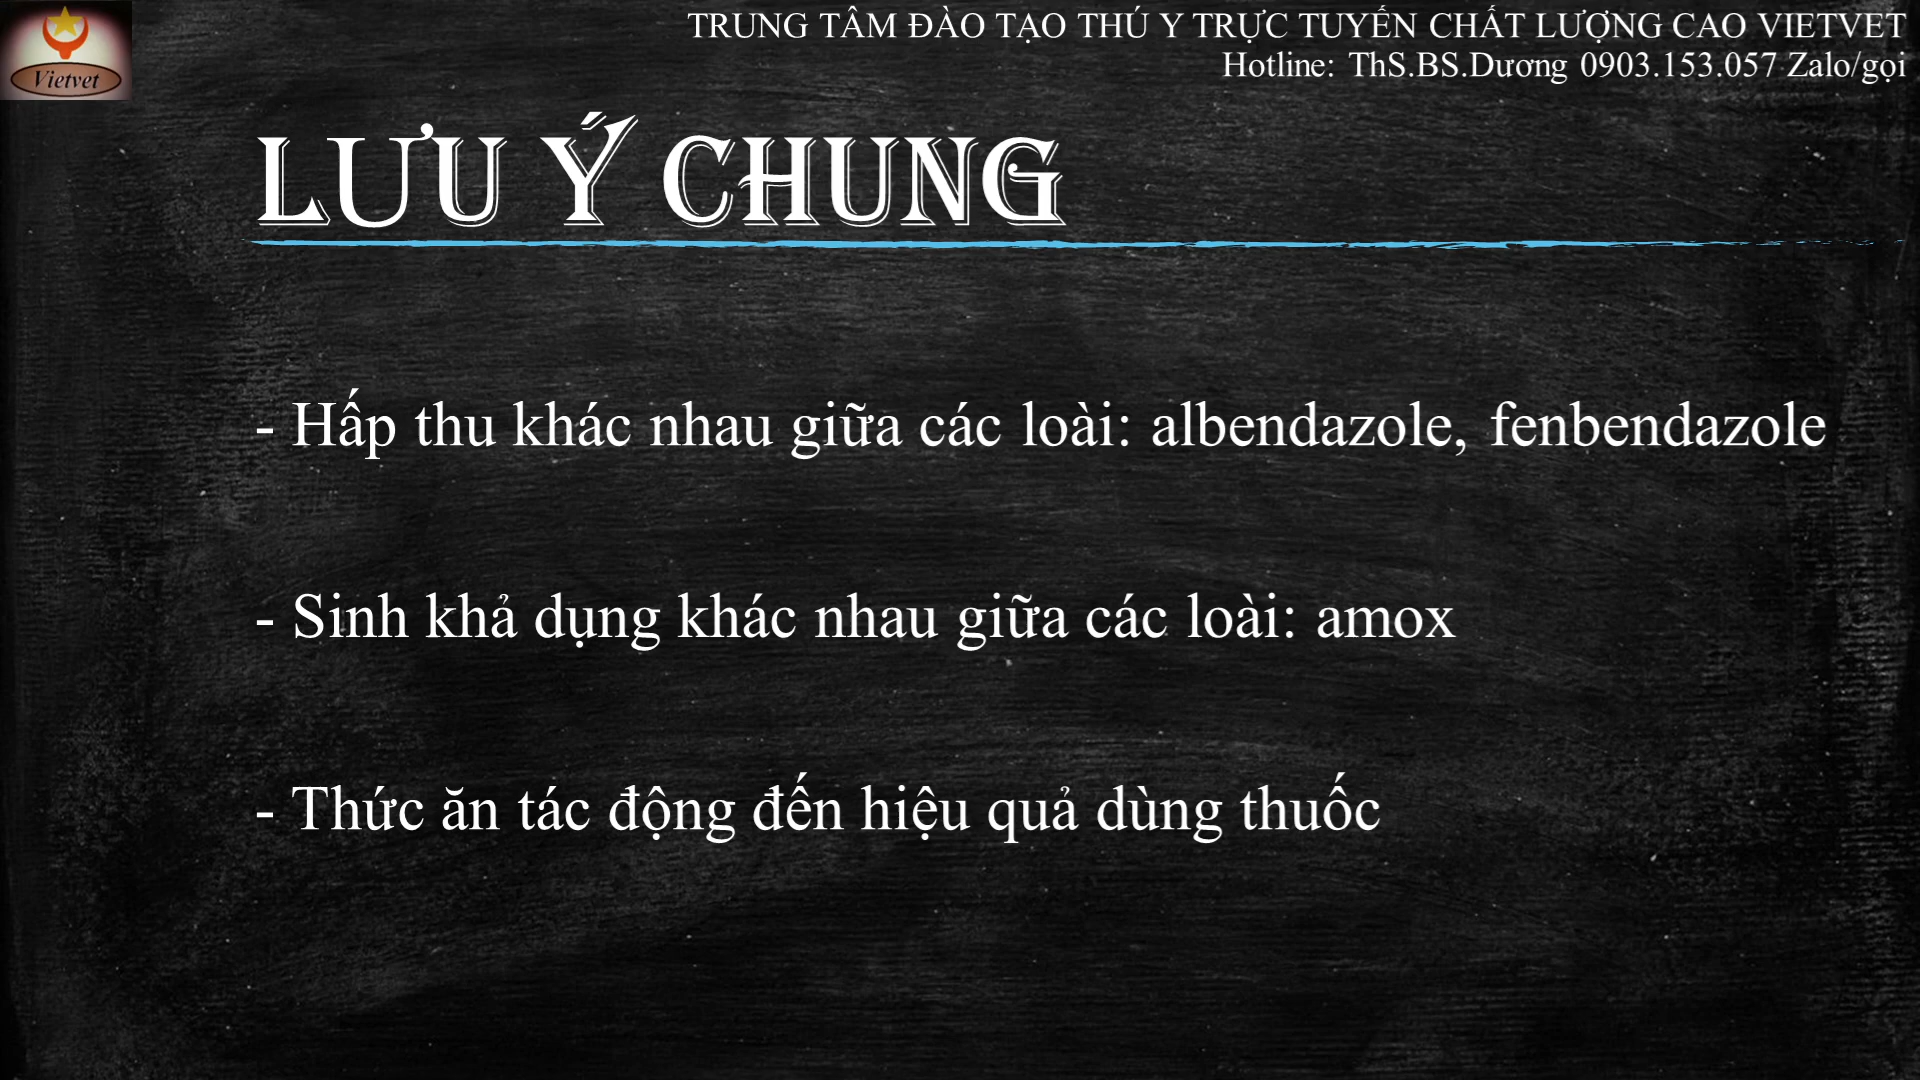 Vietvet
TRUNG TÂM ĐÀO TẠO THÚ Y TRỰC TUYẾN CHẤT LƯỢNG CAO VIETVET
Hotline: ThS.BS.Dương 0903.153.057 Zalo/gọi
LƯU Ý CHUNG
- Hấp thu khác nhau giữa các loài: albendazole, fenbendazole
- Sinh khả dụng khác nhau giữa các loài: amox
- Thức ăn tác động đến hiệu quả dùng thuốc